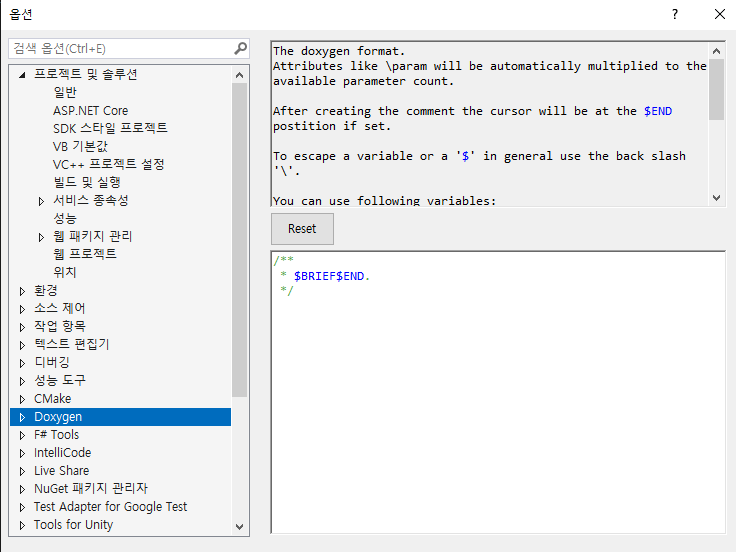 옵션
? ×
검색 옵션(Ctrl+E)
프로젝트 및 솔루션
일반
ASP.NET Core
SDK 스타일 프로젝트
VB 기본값
VC++ 프로젝트 설정
빌드 및 실행
서비스 종속성
성능
웹 패키지 관리
웹 프로젝트
위치
환경
소스 제어
작업 항목
텍스트 편집기
디버깅
성능 도구
CMake
Doxygen
F# Tools
IntelliCode
Live Share
NuGet 패키지 관리자
Test Adapter for Google Test
Tools for Unity
The doxygen format.
Attributes like \param will be automatically multiplied to the
available parameter count.
After creating the comment the cursor will be at the $END
postition if set.
To escape a variable or a '$' in general use the back slash
'\'.
You can use following variables:
Reset
/**
* $BRIEF$END.
*/